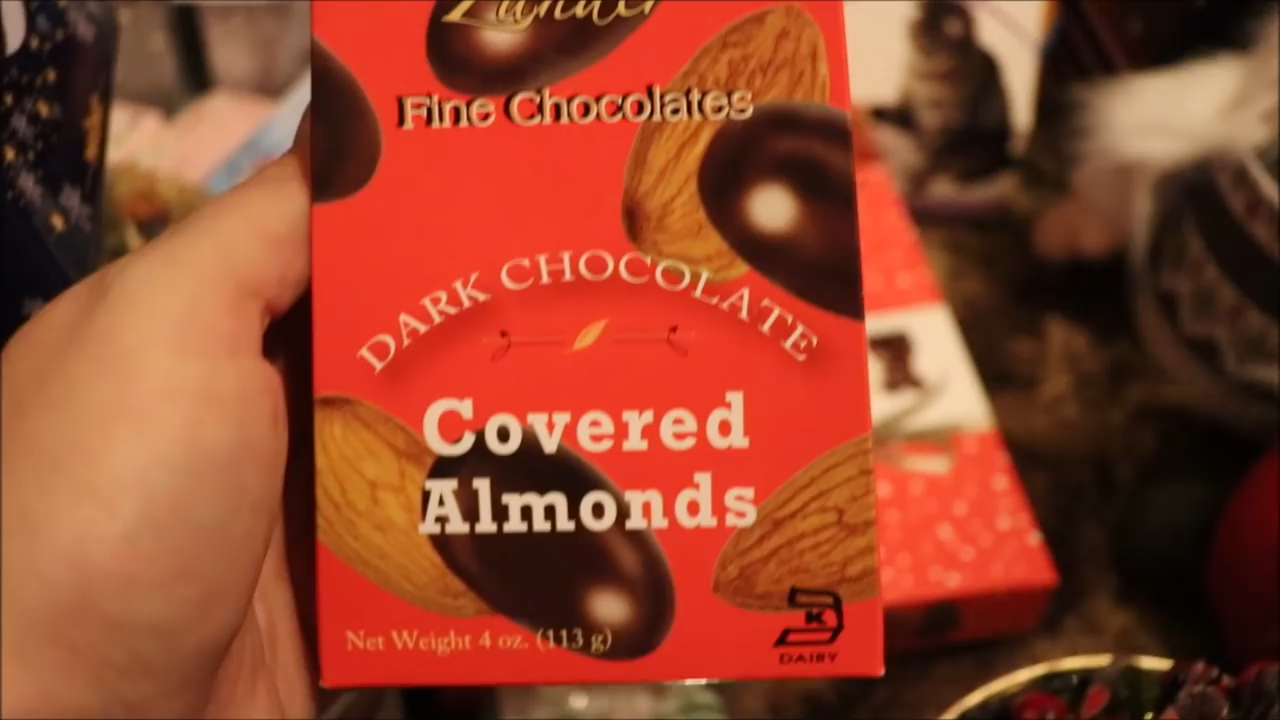 Fine Chocolates
DARK CHOCOLATE
Covered
Almonds
Net Weight 4 oz. (113 g)
K
DAIRY